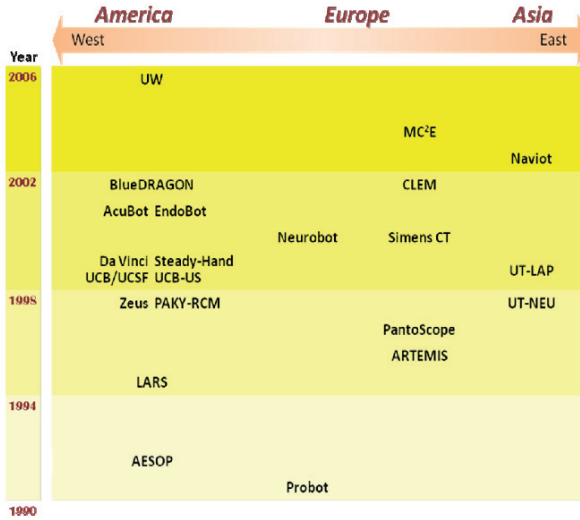 America Europe Asia
West East
Year
2006 UW
MC²E
Naviot
2002 BlueDRAGON CLEM
AcuBot EndoBot
Neurobot Simens CT
Da Vinci Steady-Hand
UCB/UCSF UCB-US UT-LAP
1998 Zeus PAKY-RCM UT-NEU
PantoScope
ARTEMIS
LARS
1994
AESOP
Probot
1990